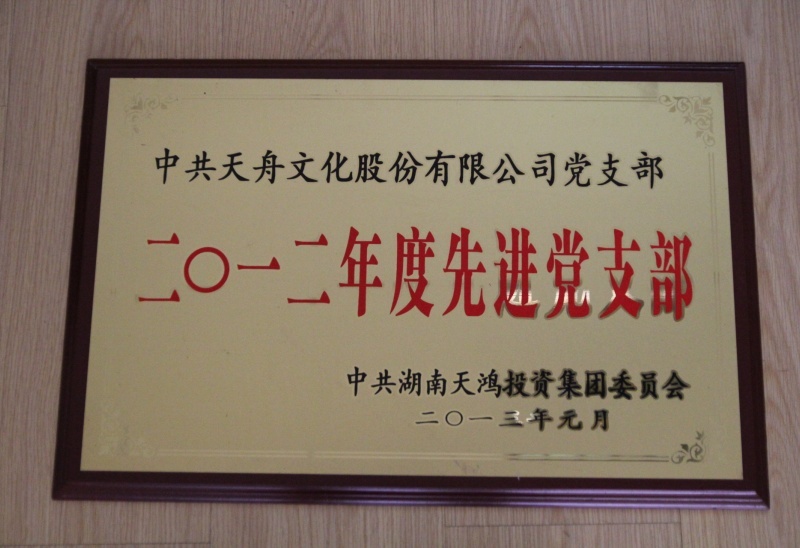 中共天舟文化股份有限公司党支部
二〇一二年度先进党支部
中共湖南天鸿投资集团委员会
二〇一三年元月